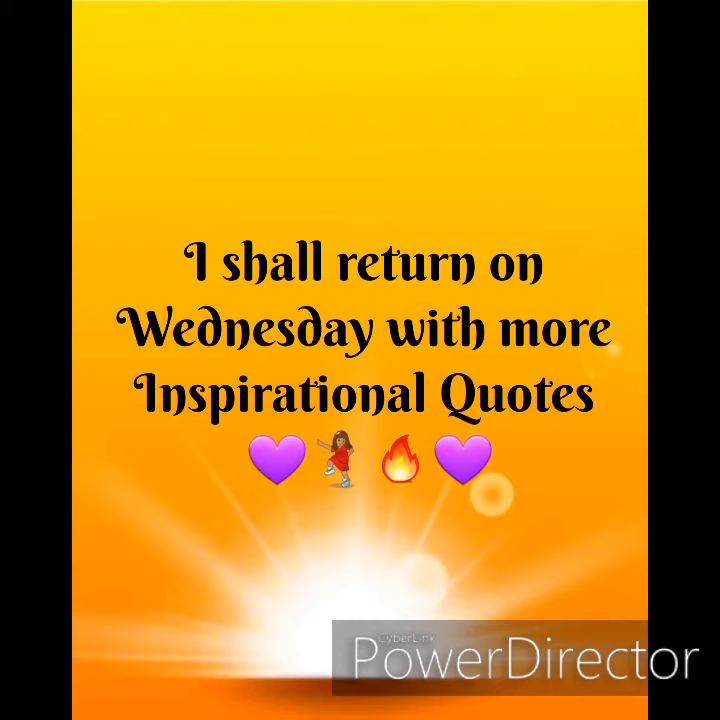 I shall return on
Wednesday with more
Inspirational Quotes
💜💃🏽🔥💜
CyberLink
PowerDirector